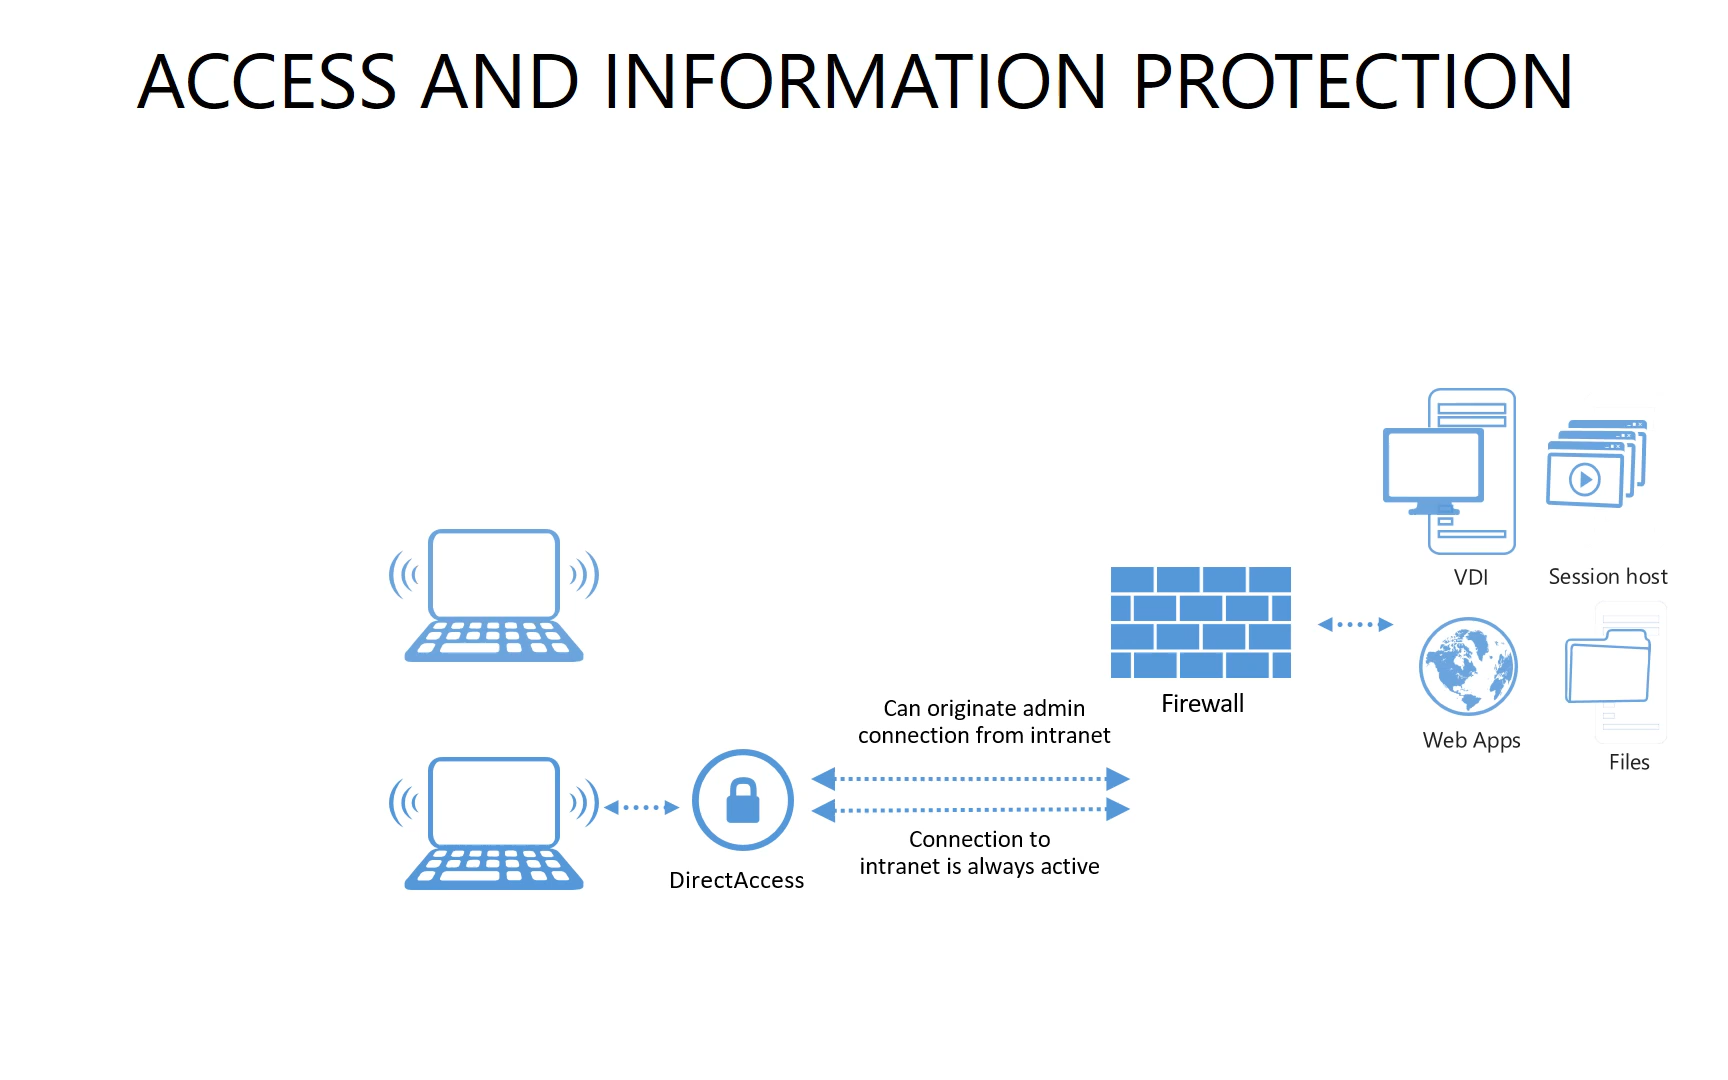 ACCESS AND INFORMATION PROTECTION
VDI
Session host
Firewall
Can originate admin
connection from intranet
Web Apps
Files
Connection to
intranet is always active
DirectAccess